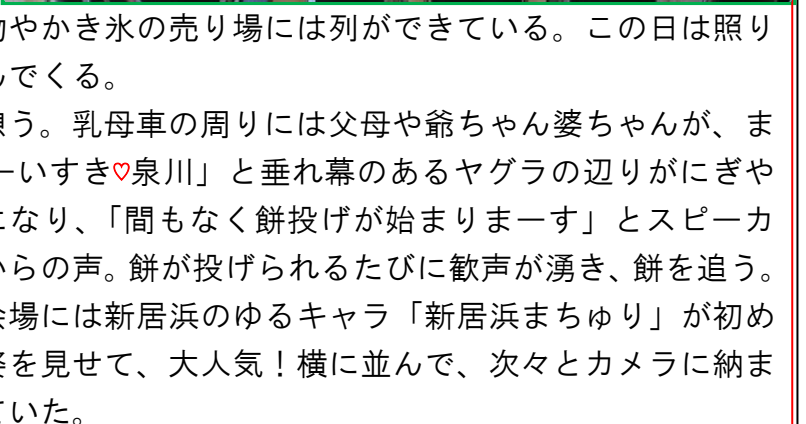 やかき氷の売り場には列ができている。この日は照り
でくる。
う。乳母車の周りには父母や爺ちゃん婆ちゃんが、ま
ーいすき♡泉川」と垂れ幕のあるヤグラの辺りがにぎや
になり、「間もなく餅投げが始まりまーす」とスピーカ
からの声。餅が投げられるたびに歓声が湧き、餅を追う。
会場には新居浜のゆるキャラ「新居浜まちゅり」が初め
姿を見せて、大人気！横に並んで、次々とカメラに納ま
ていた。